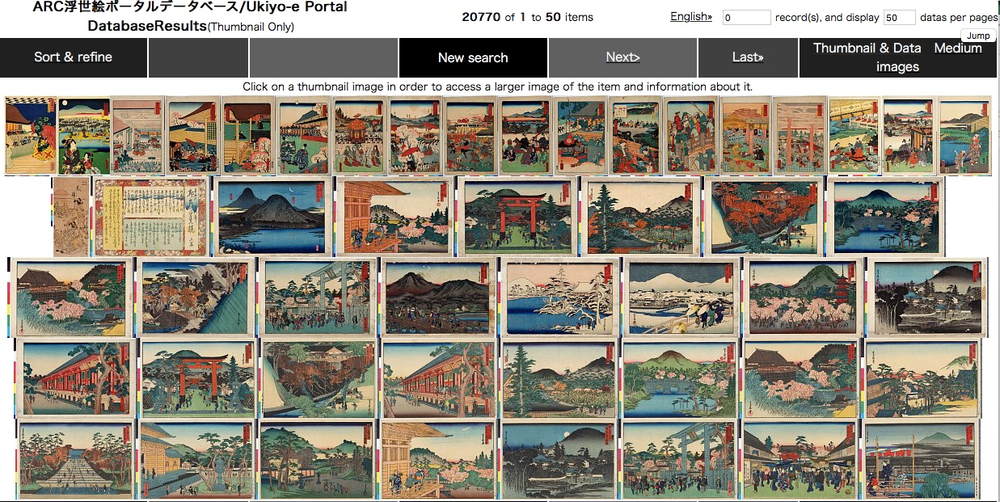 ARC浮世絵ポータルデータベース/Ukiyo-e Portal
DatabaseResults(Thumbnail Only)
20770 of 1 to 50 items
English» 0 record(s), and display 50 datas per pages
Jump
Sort & refine
New search
Next>
Last»
Thumbnail & Data Medium
images
Click on a thumbnail image in order to access a larger image of the item and information about it.